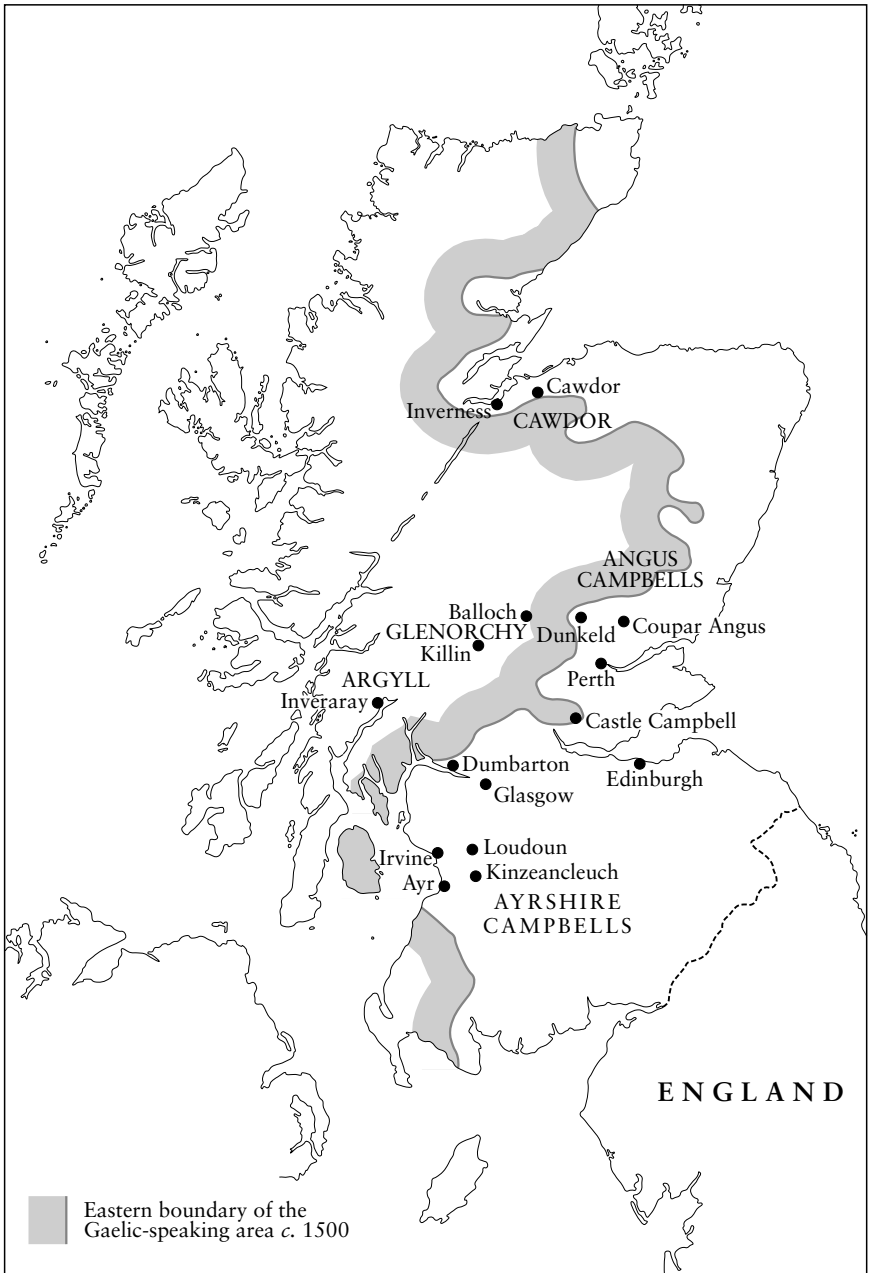 Cawdor
Inverness
CAWDOR
ANGUS
CAMPBELLS
Balloch
GLENORCHY
Dunkeld
Coupar Angus
Killin
Perth
ARGYLL
Inveraray
Castle Campbell
Dumbarton
Edinburgh
Glasgow
Loudoun
Irvine
Kinzeancleuch
Ayr
AYRSHIRE
CAMPBELLS
ENGLAND
Eastern boundary of the
Gaelic-speaking area c. 1500